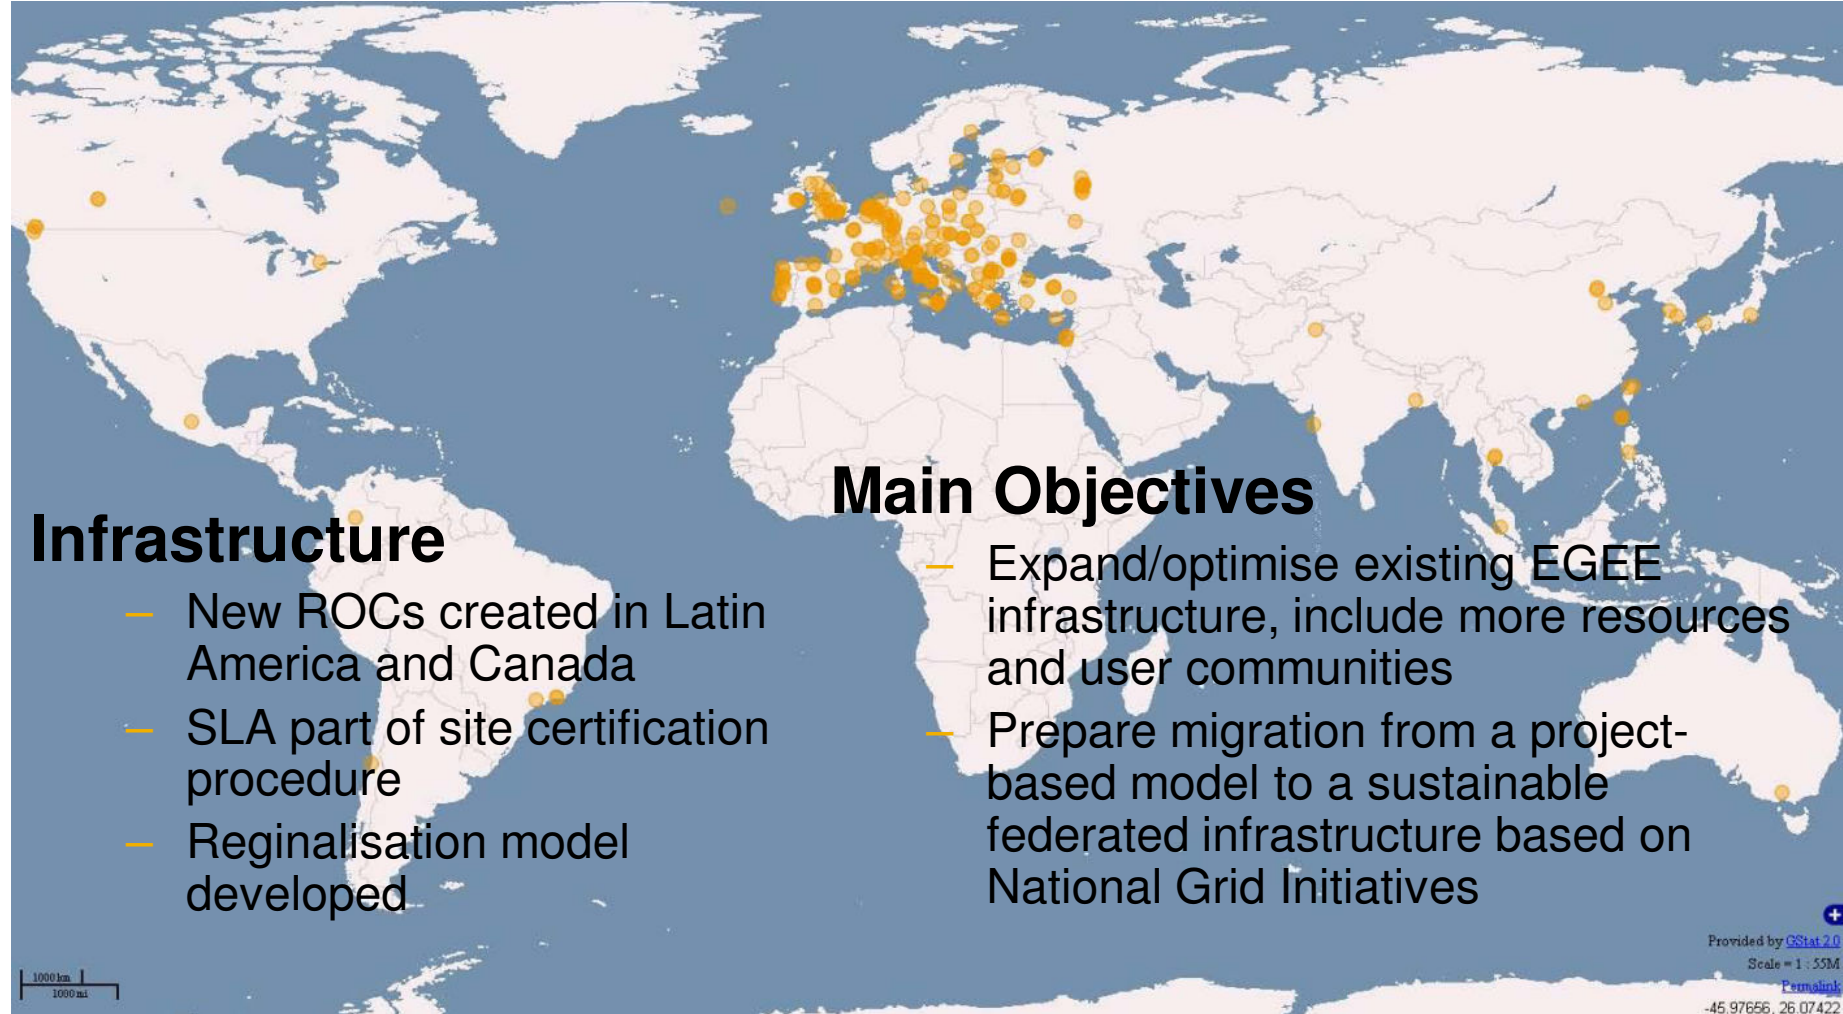 Infrastructure
– New ROCs created in Latin
America and Canada
– SLA part of site certification
procedure
– Reginalisation model
developed
Main Objectives
– Expand/optimise existing EGEE
infrastructure, include more resources
and user communities
– Prepare migration from a project-
based model to a sustainable
federated infrastructure based on
National Grid Initiatives
1000 km
1000 mi
Provided by GStat 2.0
Scale = 1 : 55M
Permalink
-45.97656, 26.07422